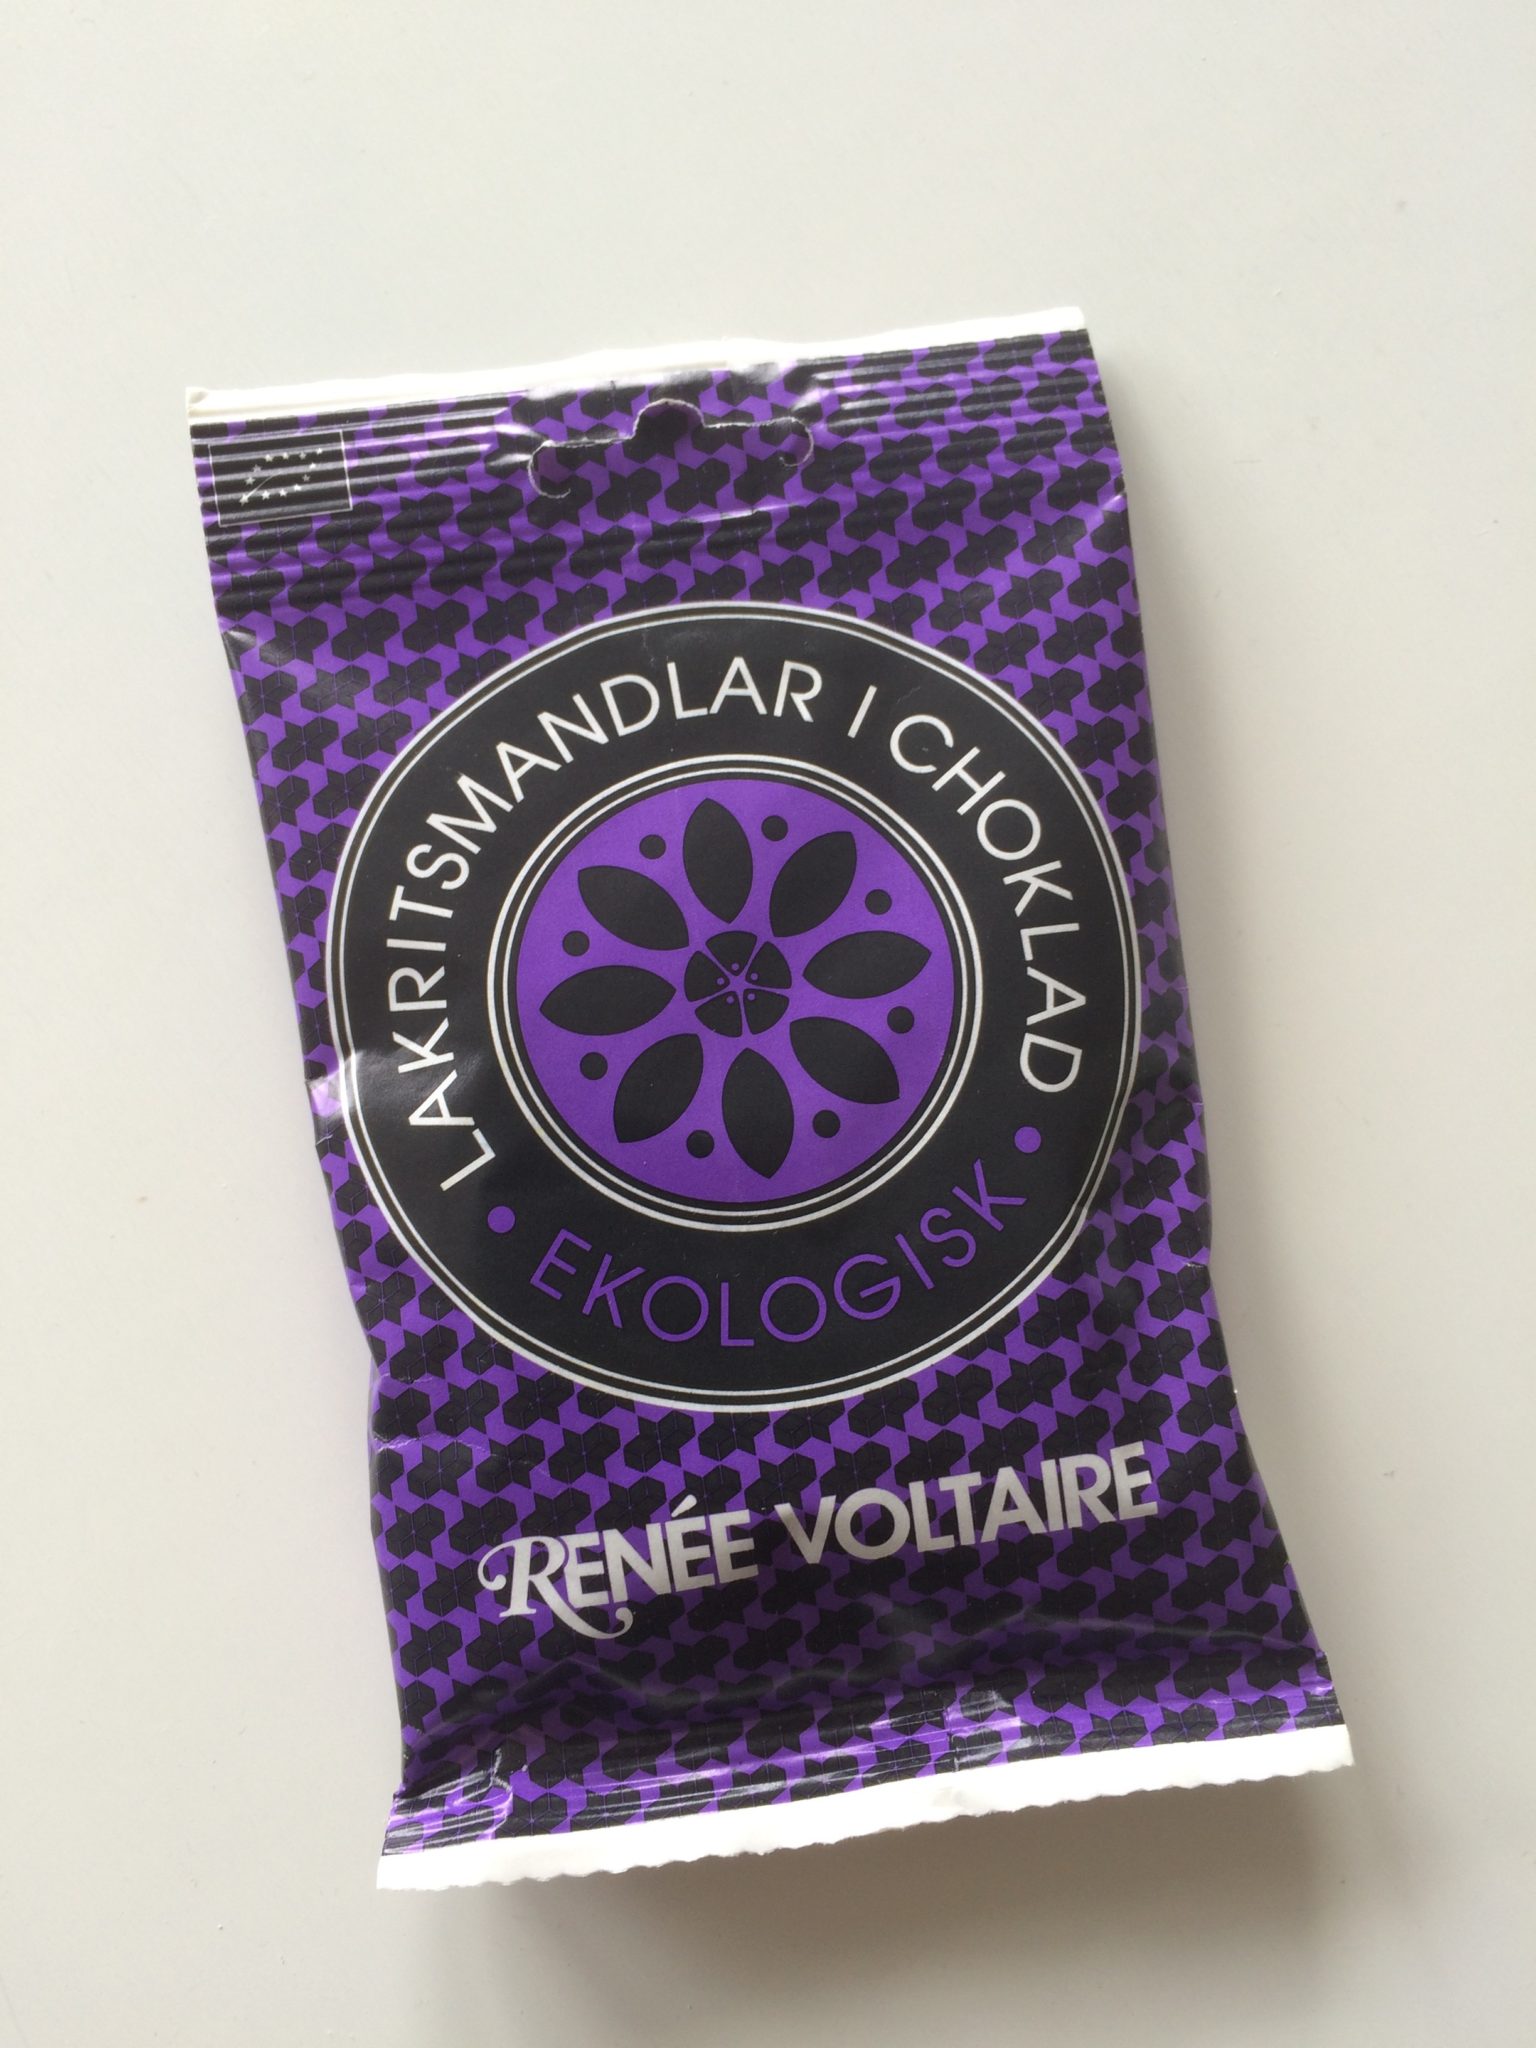 LAKRITSMANDLAR I CHOKLAD
• EKOLOGISK •
RENÉE VOLTAIRE